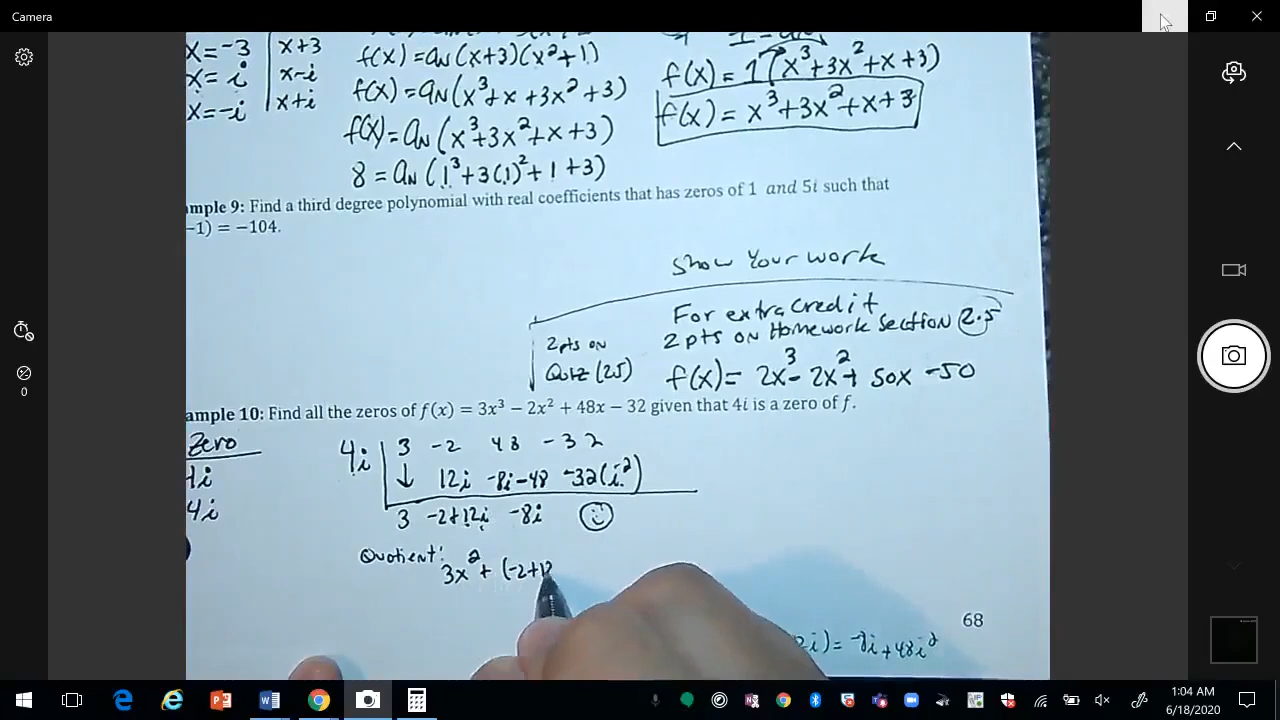 Camera
x = -3 | x+3
x = i | x-i
x = -i | x+i
f(x) = aN (x+3)(x²+1)
f(x) = aN (x³+x+3x²+3)
f(x) = aN (x³+3x²+x+3)
8 = aN (1³+3(1)²+1+3)
f(x) = 1(x³+3x²+x+3)
f(x) = x³+3x²+x+3
ample 9: Find a third degree polynomial with real coefficients that has zeros of 1 and 5i such that
−1) = −104.
Show Your work
For extra credit
2 pts on Homework Section 2.5
2pts on
Quiz (25)
f(x) = 2x³ - 2x² + 50x - 50
ample 10: Find all the zeros of f(x) = 3x³ − 2x² + 48x − 32 given that 4i is a zero of f.
Zero
4i
4i
4i | 3 -2 48 -32
↓ 12i -8i-48 -32(i²)
3 -2+12i -8i
Quotient: 3x² + (-2+12
68
2i) = -8i+48i²
0
1:04 AM
6/18/2020